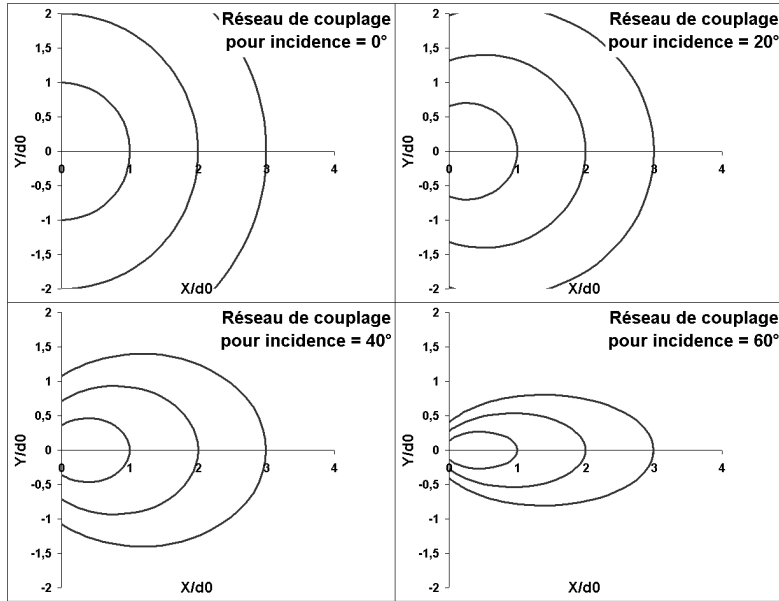 Réseau de couplage
pour incidence = 0°
2
1,5
1
0,5
0
-0,5
-1
-1,5
-2
Y/d0
0 1 2 3 4
X/d0
Réseau de couplage
pour incidence = 20°
2
1,5
1
0,5
0
-0,5
-1
-1,5
-2
Y/d0
0 1 2 3 4
X/d0
Réseau de couplage
pour incidence = 40°
2
1,5
1
0,5
0
-0,5
-1
-1,5
-2
Y/d0
0 1 2 3 4
X/d0
Réseau de couplage
pour incidence = 60°
2
1,5
1
0,5
0
-0,5
-1
-1,5
-2
Y/d0
0 1 2 3 4
X/d0